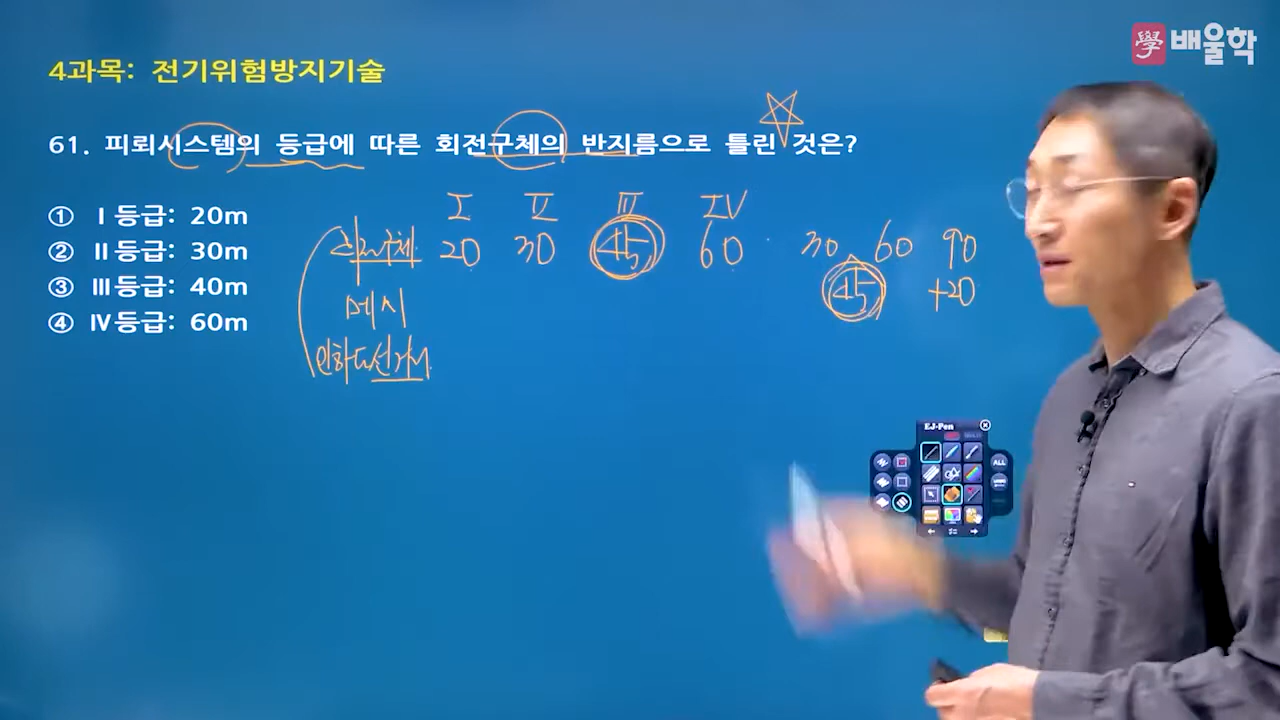 學 배울학
4과목: 전기위험방지기술
61. 피뢰시스템의 등급에 따른 회전구체의 반지름으로 틀린 것은?
① Ⅰ등급: 20m
② Ⅱ등급: 30m
③ Ⅲ등급: 40m
④ Ⅳ등급: 60m
I II III IV
회전구체 20 30 45 60
메시
인하도선거리
30 60 90
45 +20
EJ-Pen
ALL